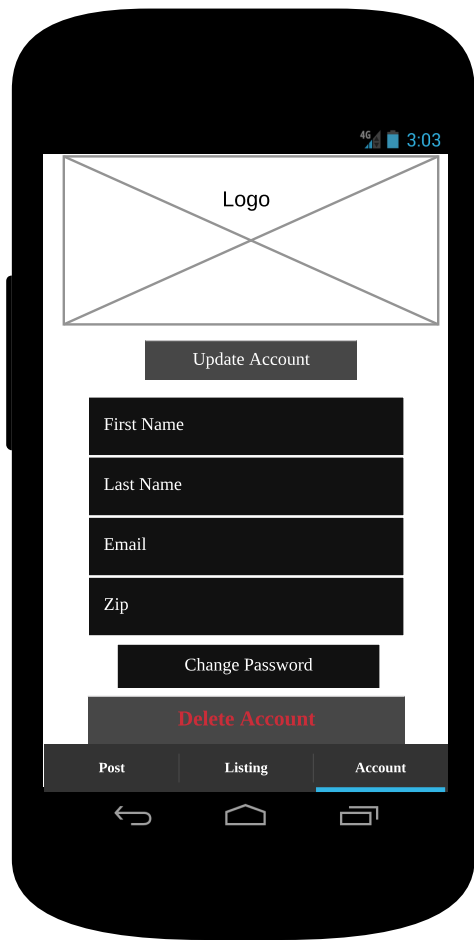 4G 3:03
Logo
Update Account
First Name
Last Name
Email
Zip
Change Password
Delete Account
Post Listing Account